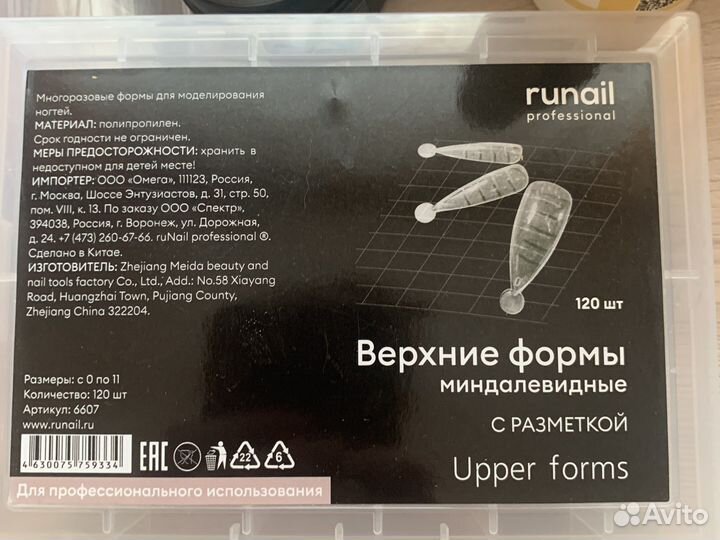 Многоразовые формы для моделирования
ногтей.
МАТЕРИАЛ: полипропилен.
Срок годности не ограничен.
МЕРЫ ПРЕДОСТОРОЖНОСТИ: хранить в
недоступном для детей месте!
ИМПОРТЕР: ООО «Омега», 111123, Россия,
г. Москва, Шоссе Энтузиастов, д. 31, стр. 50,
пом. VIII, к. 13. По заказу ООО «Спектр»,
394038, Россия, г. Воронеж, ул. Дорожная,
д. 24. +7 (473) 260-67-66. ruNail professional ®.
Сделано в Китае.
ИЗГОТОВИТЕЛЬ: Zhejiang Meida beauty and
nail tools factory Co., Ltd., Add.: No.58 Xiayang
Road, Huangzhai Town, Pujiang County,
Zhejiang China 322204.
Размеры: с 0 по 11
Количество: 120 шт
Артикул: 6607
www.runail.ru
4630075759334
EAC
22
6
Для профессионального использования
runail
professional
120 шт
Верхние формы
миндалевидные
С РАЗМЕТКОЙ
Upper forms
Avito